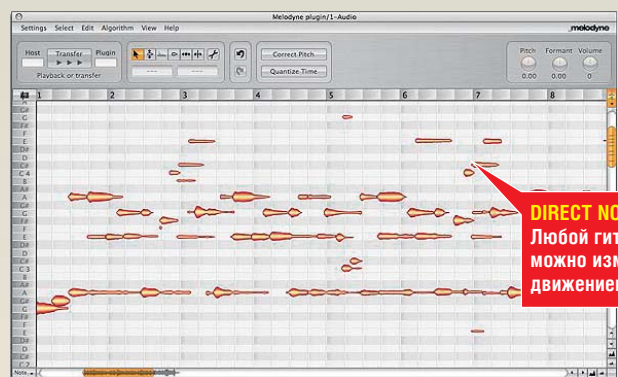 Melodyne plugin/1-Audio
Settings Select Edit Algorithm View Help
melodyne
Host Transfer Plugin
Playback or transfer
Correct Pitch
Quantize Time
Pitch Formant Volume
0.00 0.00 0
2 3 4 5 6 7 8
C#
G
F#
F
E
D#
D
C#
C 4
B
A#
A
G#
G
F#
F
E
D#
D
C#
C 3
B
A#
A
G#
G
F#
F
E
D#
D
C#
C 2
DIRECT NO
Любой гит
можно изм
движением
Note...